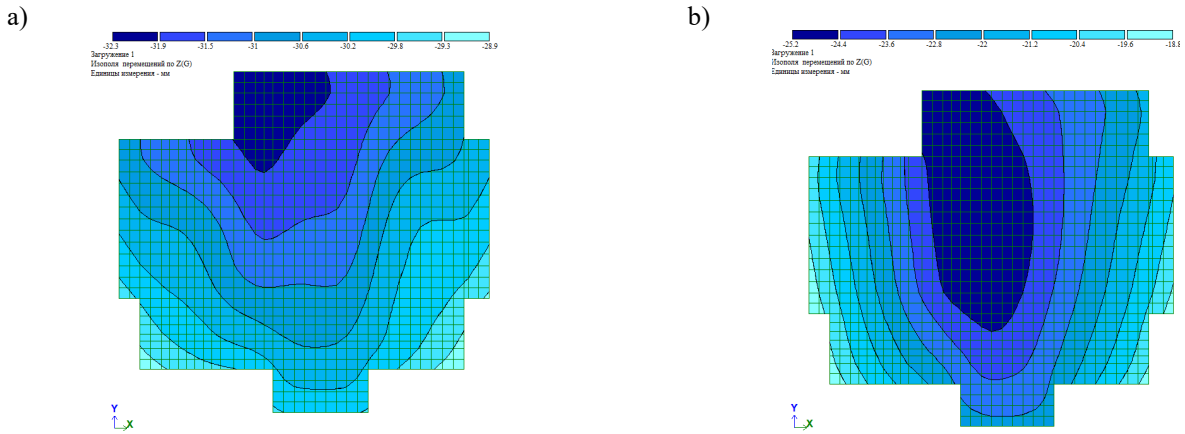 a)
-32.3 -31.9 -31.5 -31 -30.6 -30.2 -29.8 -29.3 -28.9
Загружение 1
Изополя перемещений по Z(G)
Единицы измерения - мм
Y
X
b)
-25.2 -24.4 -23.6 -22.8 -22 -21.2 -20.4 -19.6 -18.8
Загружение 1
Изополя перемещений по Z(G)
Единицы измерения - мм
Y
X